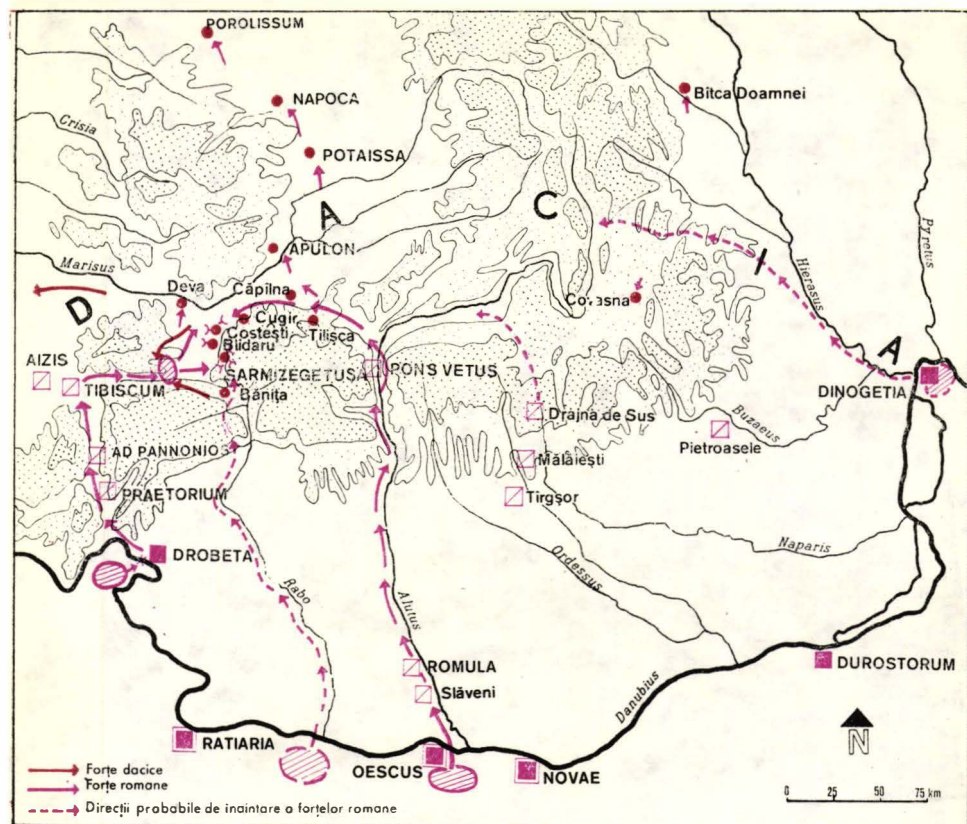 POROLISSUM
Bîtca Doamnei
NAPOCA
Crisia
POTAISSA
C
A
APULON
Marisus
I
Hierasus
Pyretus
Deva
Căpîlna
D
Cugir
Covasna
Costești
Tilișca
Blidaru
A
AIZIS
SARMIZEGETUSA
PONS VETUS
TIBISCUM
Bănița
DINOGETIA
Drajna de Sus
Buzaeus
AD PANNONIOS
Mălăiești
Pietroasele
PRAETORIUM
Tirgșor
DROBETA
Naparis
Ordessus
Rabo
Alutus
ROMULA
DUROSTORUM
Slăveni
Danubius
RATIARIA
N
OESCUS
NOVAE
Forțe dacice
Forțe romane
Direcții probabile de înaintare a forțelor romane
0 25 50 75 km